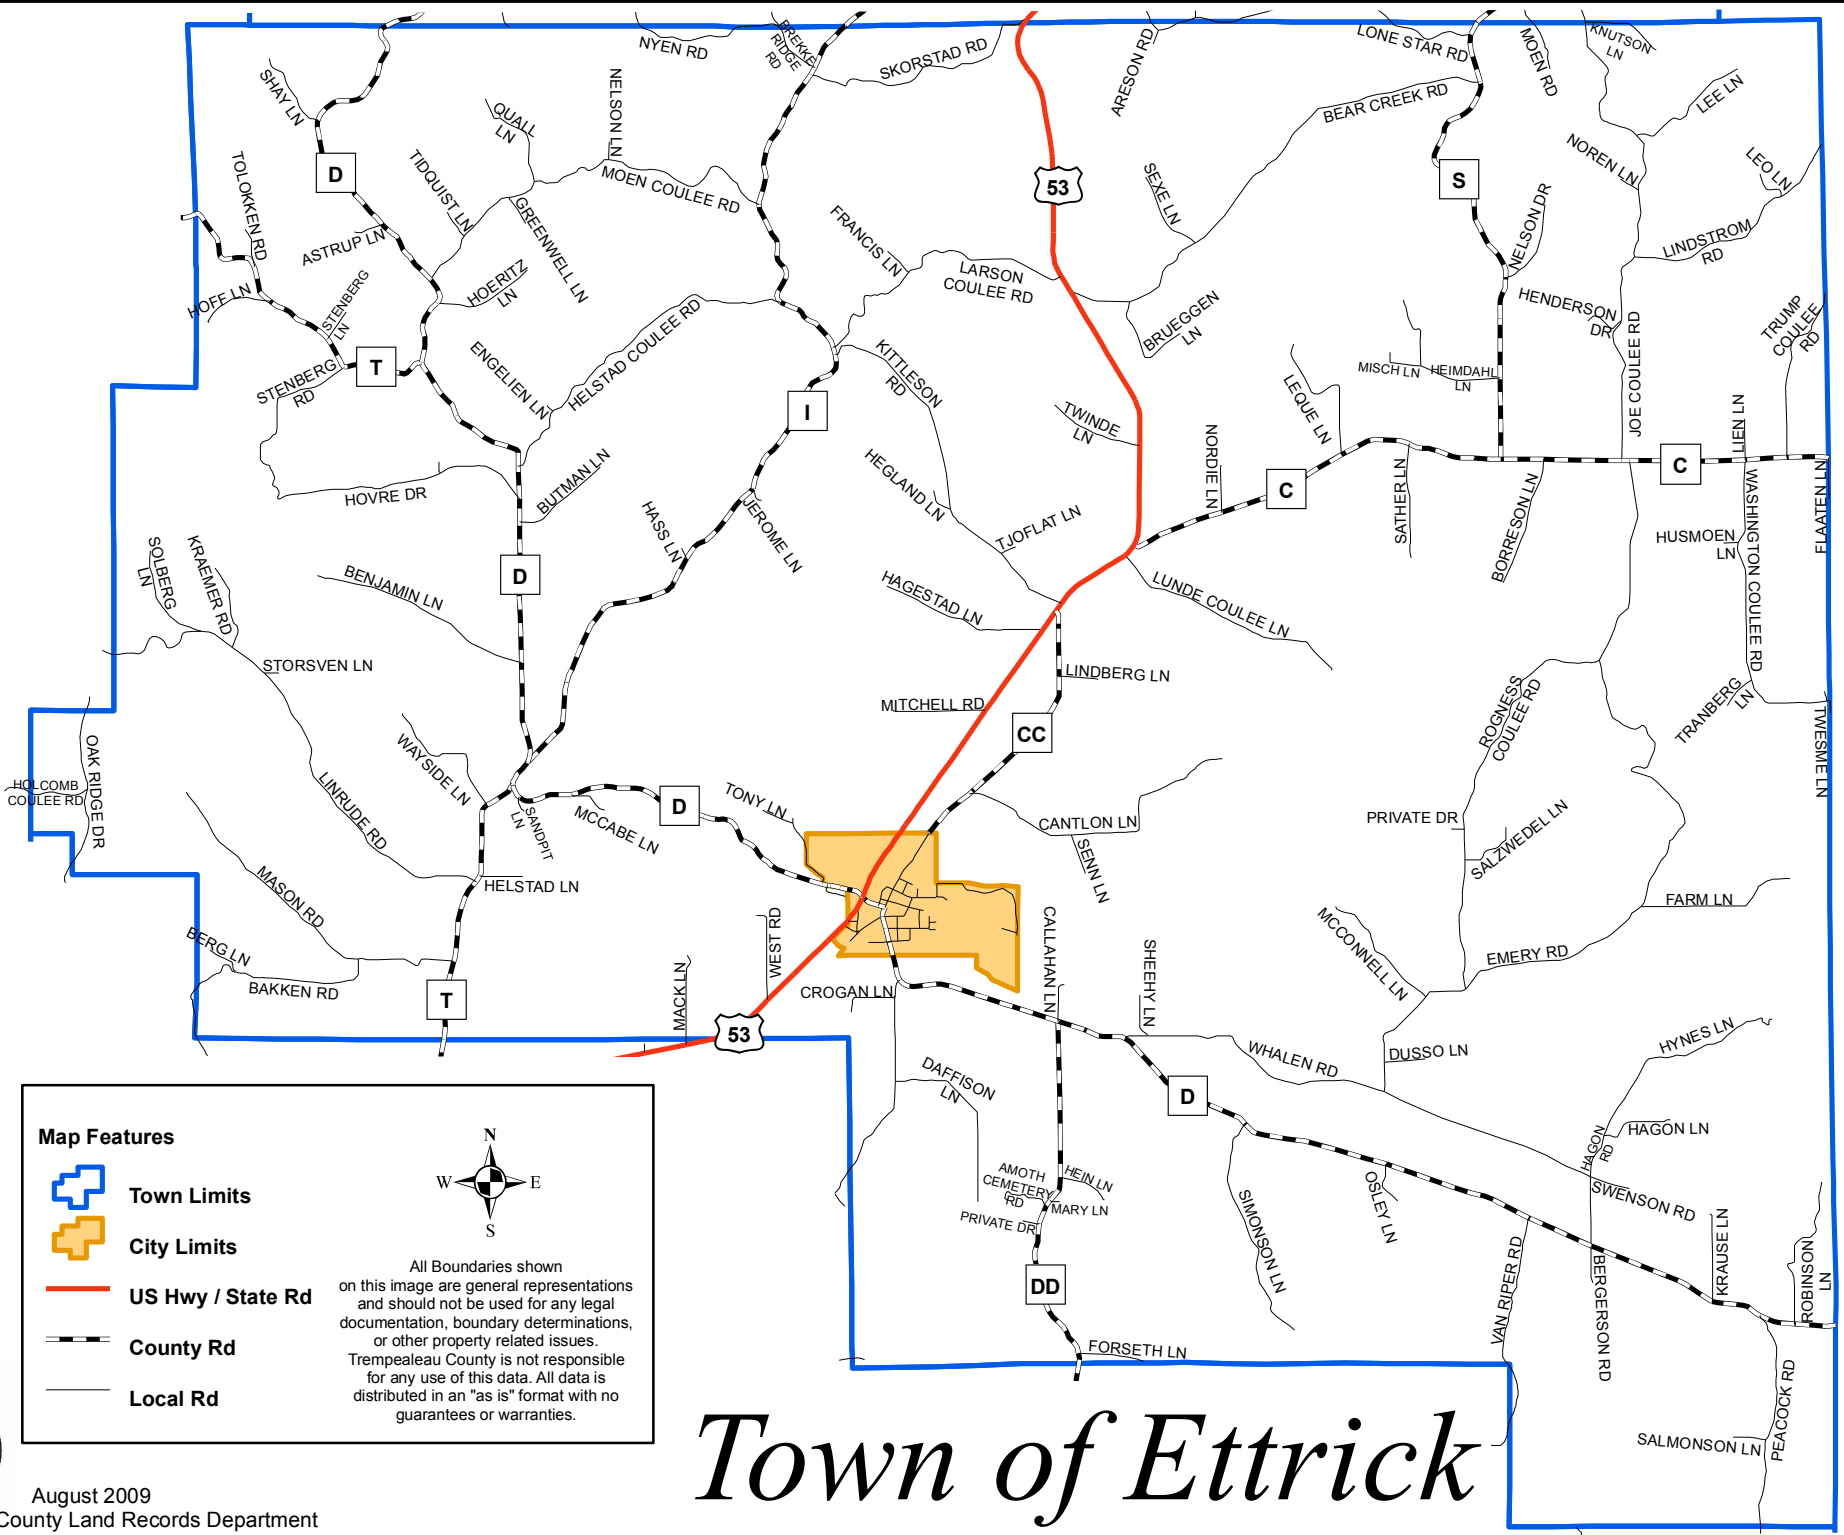 NYEN RD
BREKKE
RIDGE
RD
SKORSTAD RD
ARESON RD
LONE STAR RD
MOEN RD
KNUTSON
LN
SHAY LN
QUALL
LN
NELSON LN
BEAR CREEK RD
LEE LN
D
TOLOKKEN RD
TIDQUIST LN
MOEN COULEE RD
53
SEXE LN
S
NOREN LN
LEO LN
ASTRUP LN
GREENWELL LN
FRANCIS LN
NELSON DR
LINDSTROM
RD
HOFF LN
STENBERG
LN
HOERITZ
LN
LARSON
COULEE RD
BRUEGGEN
LN
HENDERSON
DR
JOE COULEE RD
TRUMP
COULEE
RD
STENBERG
RD
T
ENGELIEN LN
HELSTAD COULEE RD
KITTLESON
RD
I
TWINDE
LN
LEQUE LN
MISCH LN
HEIMDAHL
LN
LIEN LN
HOVRE DR
BUTMAN LN
HASS LN
JEROME LN
HEGLAND LN
TJOFLAT LN
NORDIE LN
C
SATHER LN
BORRESON LN
C
HUSMOEN
LN
WASHINGTON COULEE RD
FLAATEN LN
SOLBERG
LN
KRAEMER RD
BENJAMIN LN
D
HAGESTAD LN
LUNDE COULEE LN
STORSVEN LN
LINDBERG LN
MITCHELL RD
CC
ROGNESS
COULEE RD
TRANBERG
LN
TWESME LN
OAK RIDGE DR
HOLCOMB
COULEE RD
LINRUDE RD
WAYSIDE LN
SANDPIT
LN
MCCABE LN
D
TONY LN
CANTLON LN
SENN LN
PRIVATE DR
SALZWEDEL LN
MASON RD
HELSTAD LN
FARM LN
BERG LN
BAKKEN RD
T
MACK LN
WEST RD
CROGAN LN
CALLAHAN LN
SHEEHY LN
MCCONNELL LN
EMERY RD
53
WHALEN RD
DUSSO LN
HYNES LN
DAFFISON
LN
D
HAGON
RD
HAGON LN
AMOTH
CEMETERY
RD
HEIN LN
MARY LN
PRIVATE DR
SIMONSON LN
OSLEY LN
SWENSON RD
KRAUSE LN
ROBINSON
LN
DD
VAN RIPER RD
BERGERSON RD
FORSETH LN
PEACOCK RD
SALMONSON LN
Map Features
Town Limits
City Limits
US Hwy / State Rd
County Rd
Local Rd
N
W
E
S
All Boundaries shown
on this image are general representations
and should not be used for any legal
documentation, boundary determinations,
or other property related issues.
Trempealeau County is not responsible
for any use of this data. All data is
distributed in an "as is" format with no
guarantees or warranties.
Town of Ettrick
August 2009
County Land Records Department